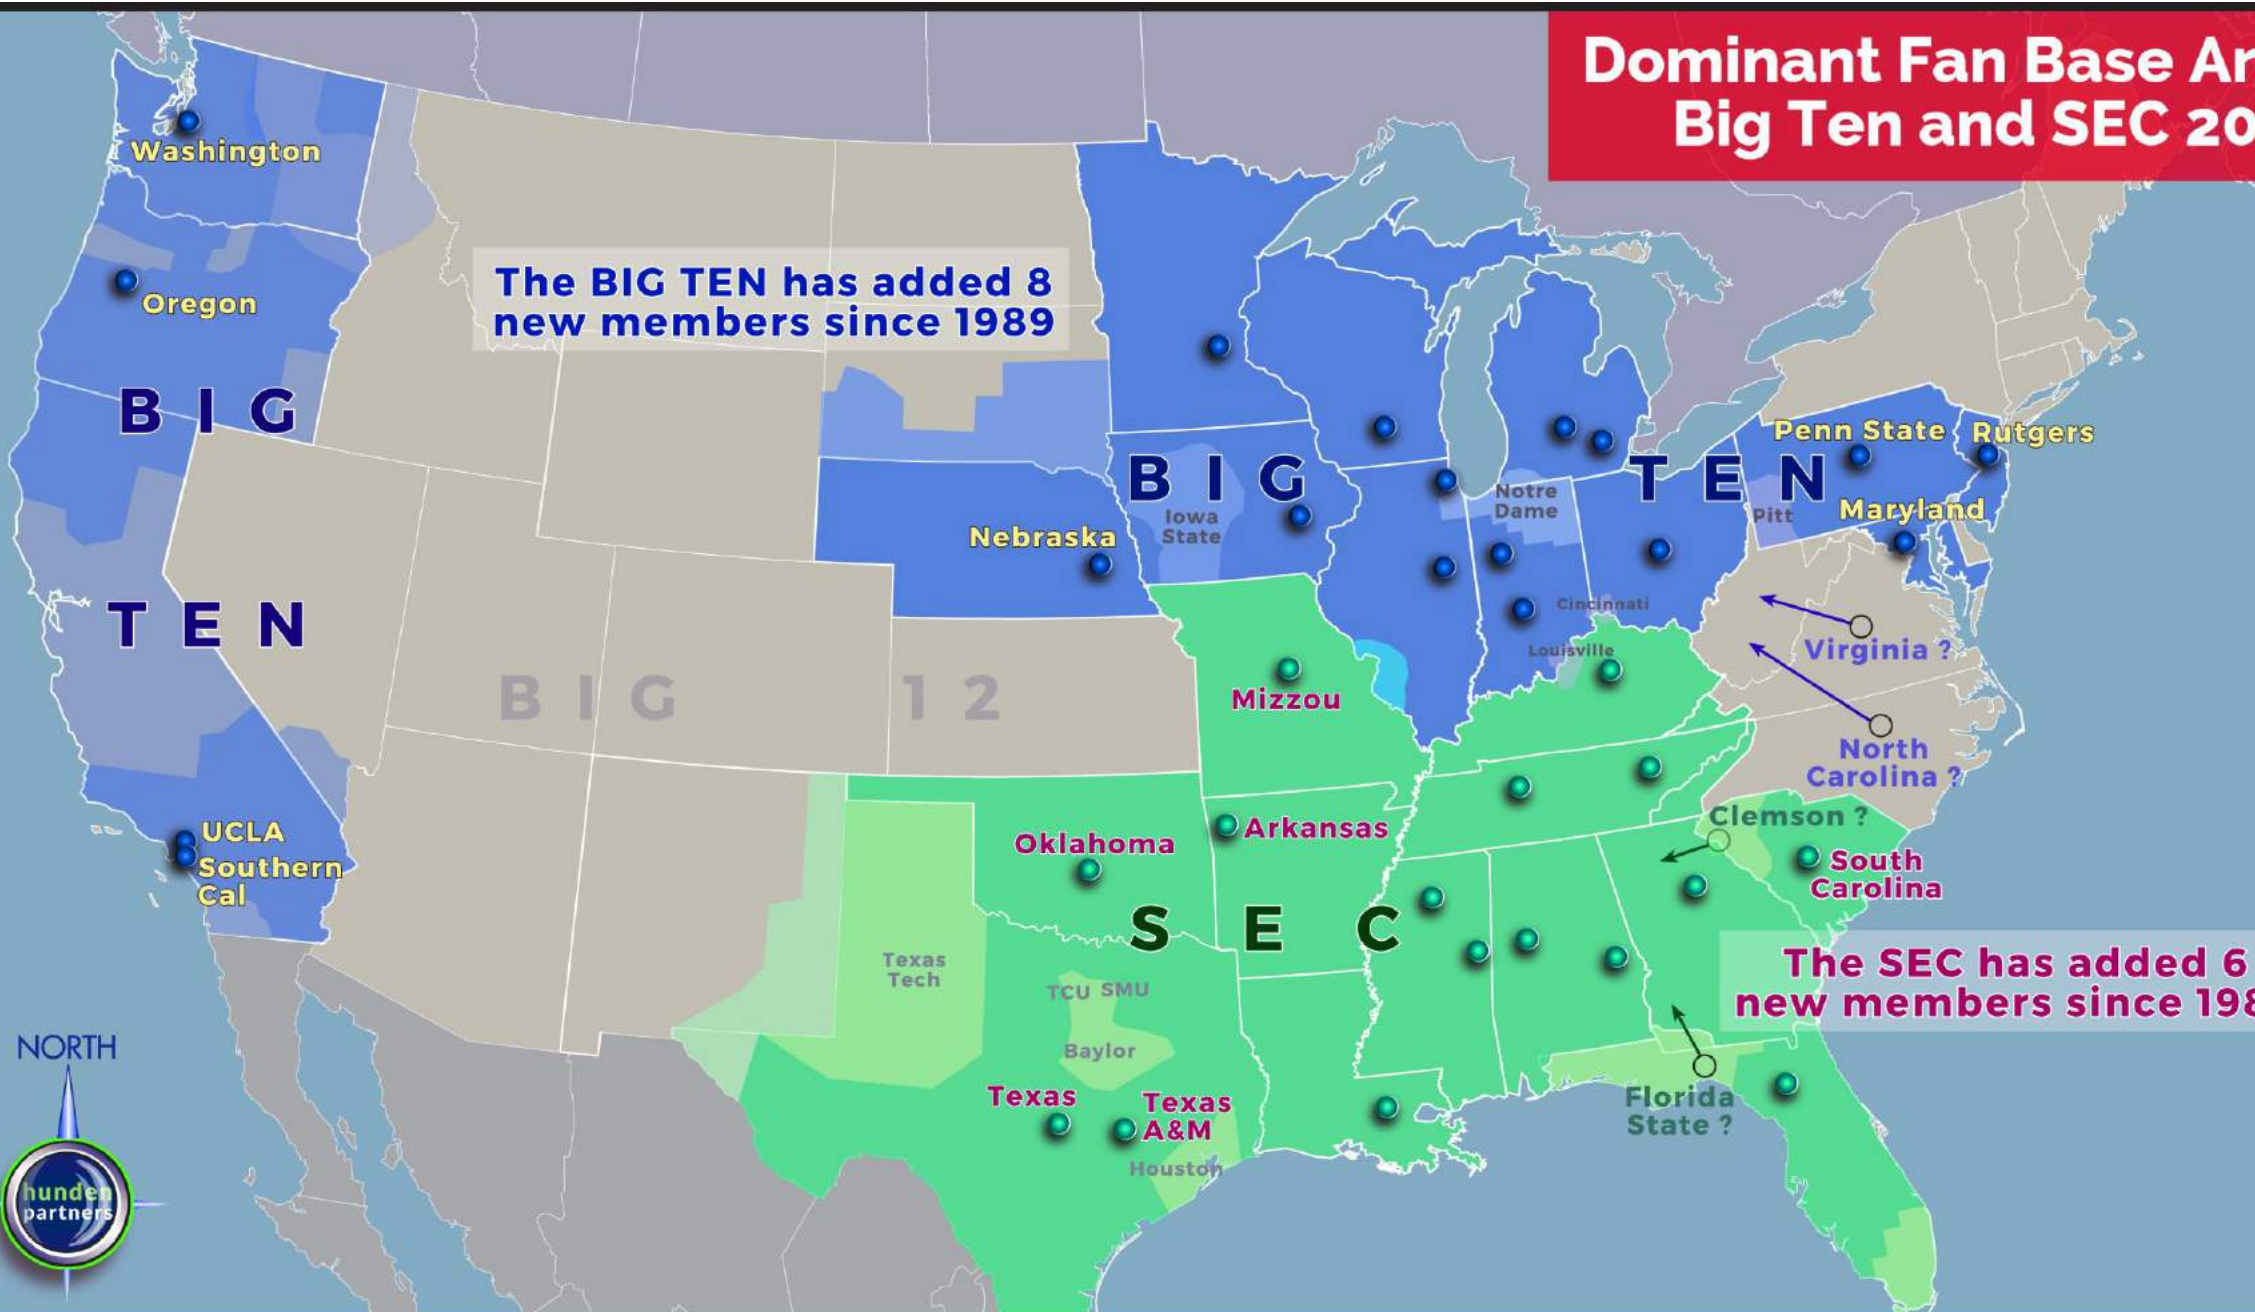 Dominant Fan Base Ar
Big Ten and SEC 20
Washington
Oregon
The BIG TEN has added 8
new members since 1989
BIG
TEN
BIG
TEN
Penn State
Rutgers
Maryland
Pitt
Notre
Dame
Iowa
State
Nebraska
Cincinnati
Louisville
Virginia ?
North
Carolina ?
BIG 12
Mizzou
UCLA
Southern
Cal
Oklahoma
Arkansas
Clemson ?
South
Carolina
SEC
The SEC has added 6
new members since 198
Texas
Tech
TCU SMU
Baylor
Texas
Texas
A&M
Houston
Florida
State ?
NORTH
hunden
partners